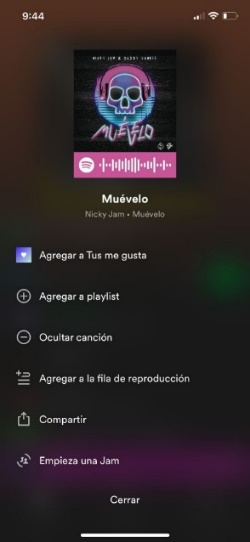 9:44
NICKY JAM & DADDY YANKEE
MUÉVELO
Muévelo
Nicky Jam • Muévelo
Agregar a Tus me gusta
Agregar a playlist
Ocultar canción
Agregar a la fila de reproducción
Compartir
Empieza una Jam
Cerrar